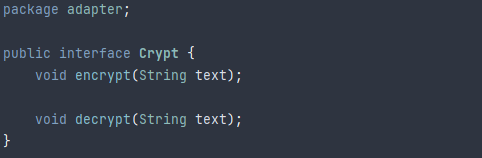 package adapter;
public interface Crypt {
    void encrypt(String text);
    void decrypt(String text);
}